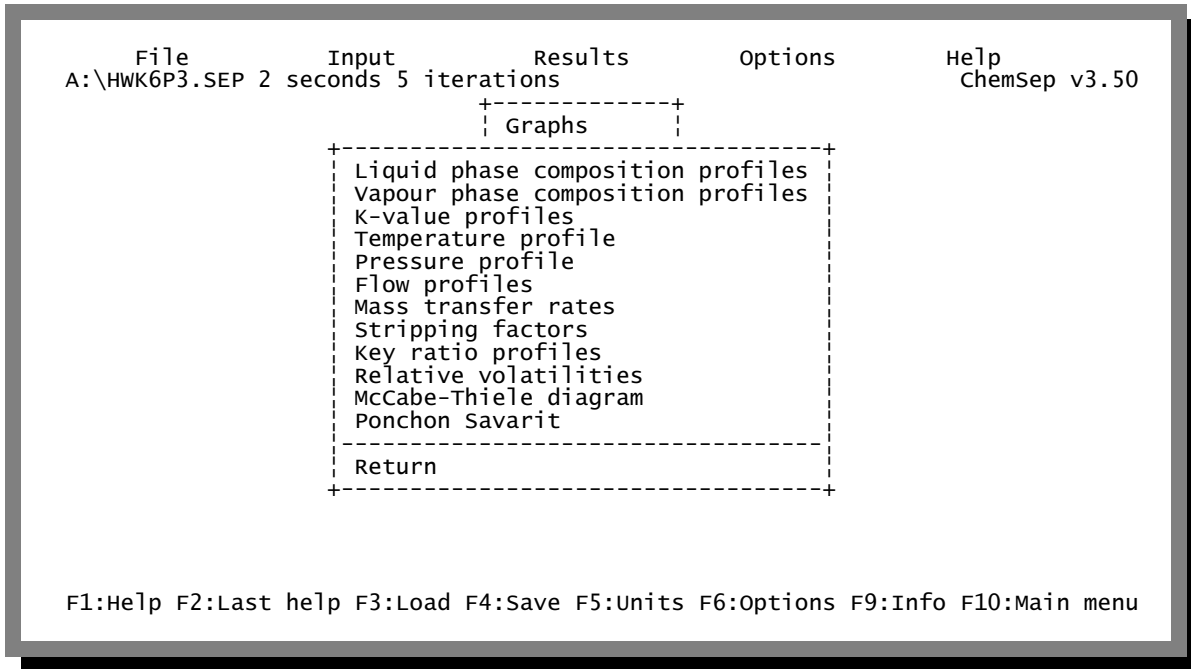 File Input Results Options Help
A:\HWK6P3.SEP 2 seconds 5 iterations ChemSep v3.50
Graphs
Liquid phase composition profiles
Vapour phase composition profiles
K-value profiles
Temperature profile
Pressure profile
Flow profiles
Mass transfer rates
Stripping factors
Key ratio profiles
Relative volatilities
McCabe-Thiele diagram
Ponchon Savarit
Return
F1:Help F2:Last help F3:Load F4:Save F5:Units F6:Options F9:Info F10:Main menu